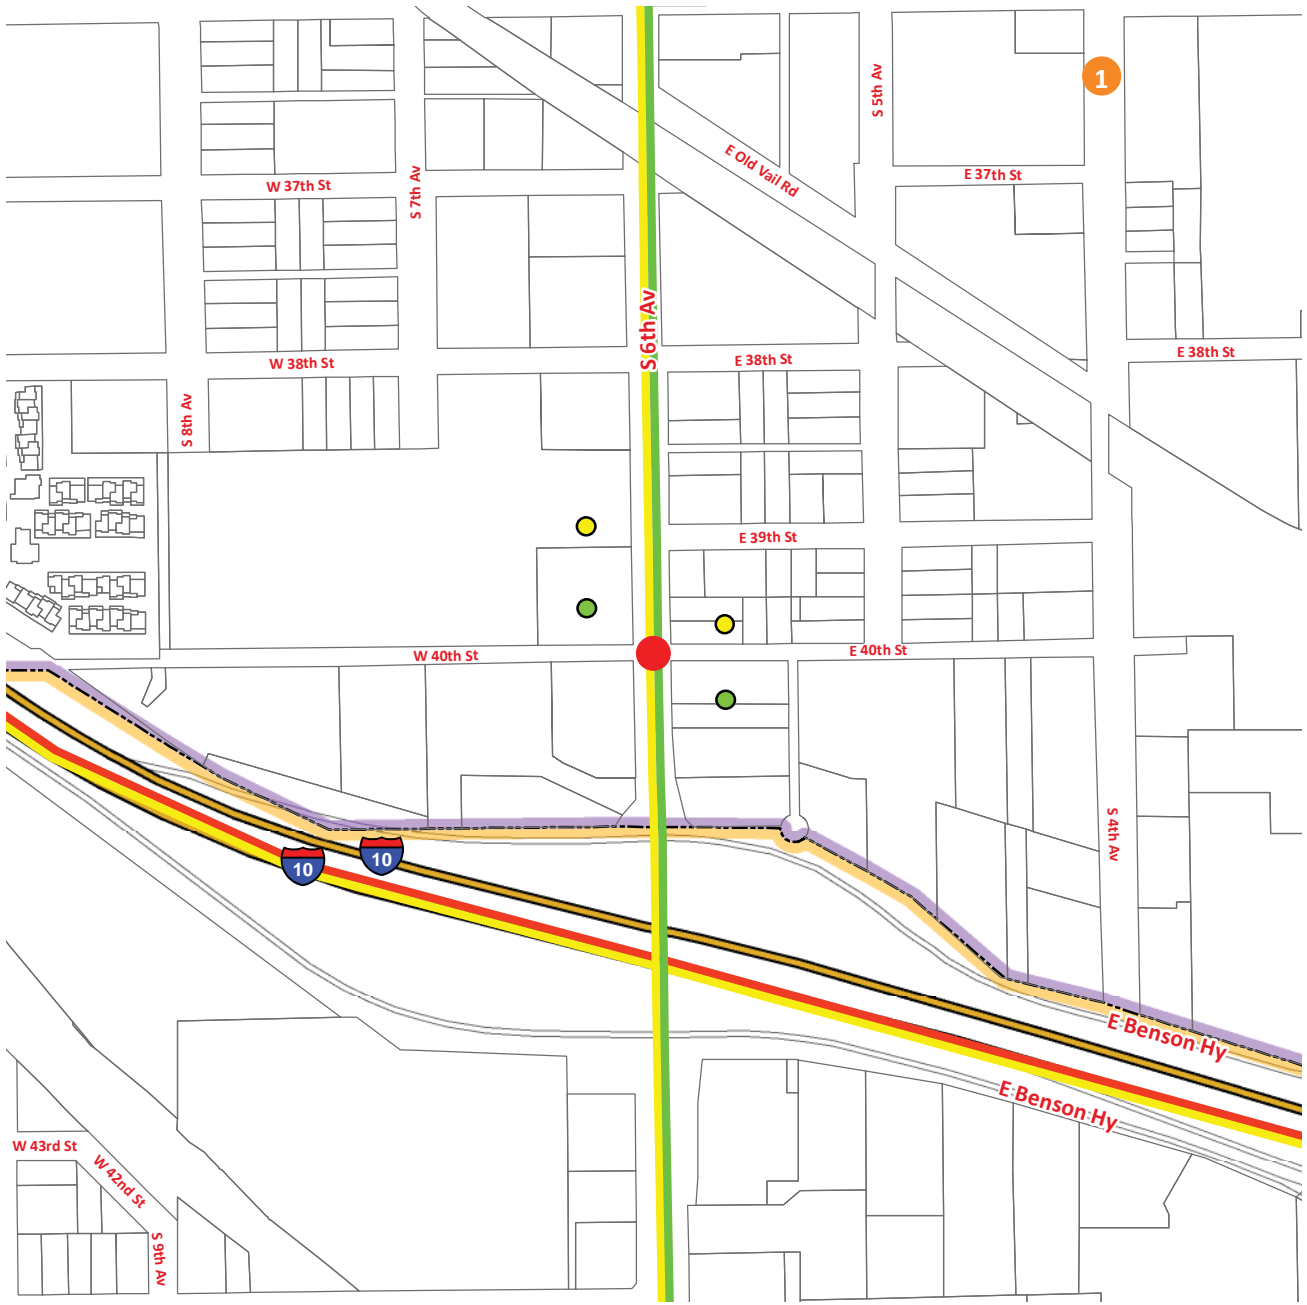 1
S 5th Av
E Old Vail Rd
E 37th St
W 37th St
S 7th Av
S 6th Av
W 38th St
E 38th St
E 38th St
S 8th Av
E 39th St
W 40th St
E 40th St
S 4th Av
10
10
E Benson Hy
E Benson Hy
W 43rd St
W 42nd St
S 9th Av